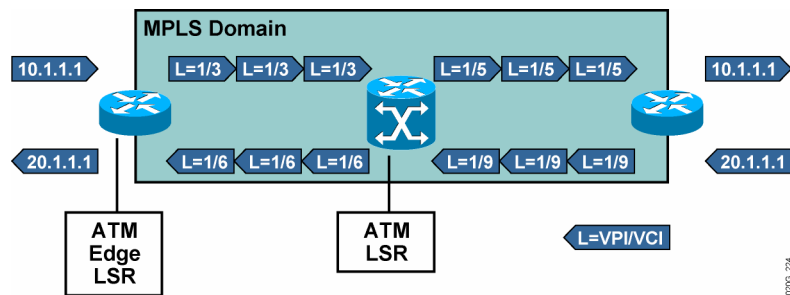 MPLS Domain
10.1.1.1 L=1/3 L=1/3 L=1/3 L=1/5 L=1/5 L=1/5 10.1.1.1
20.1.1.1 L=1/6 L=1/6 L=1/6 L=1/9 L=1/9 L=1/9 20.1.1.1
ATM
Edge
LSR
ATM
LSR
L=VPI/VCI